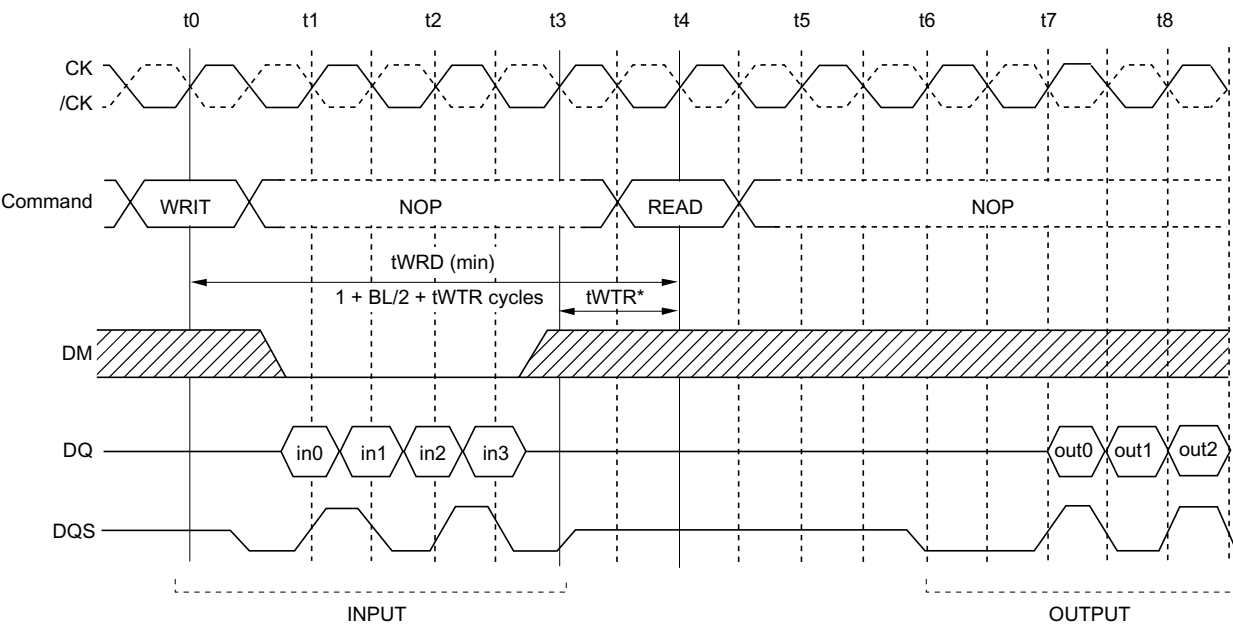 t0 t1 t2 t3 t4 t5 t6 t7 t8
CK
/CK
Command WRIT NOP READ NOP
tWRD (min)
1 + BL/2 + tWTR cycles tWTR*
DM
DQ in0 in1 in2 in3 out0 out1 out2
DQS
INPUT OUTPUT